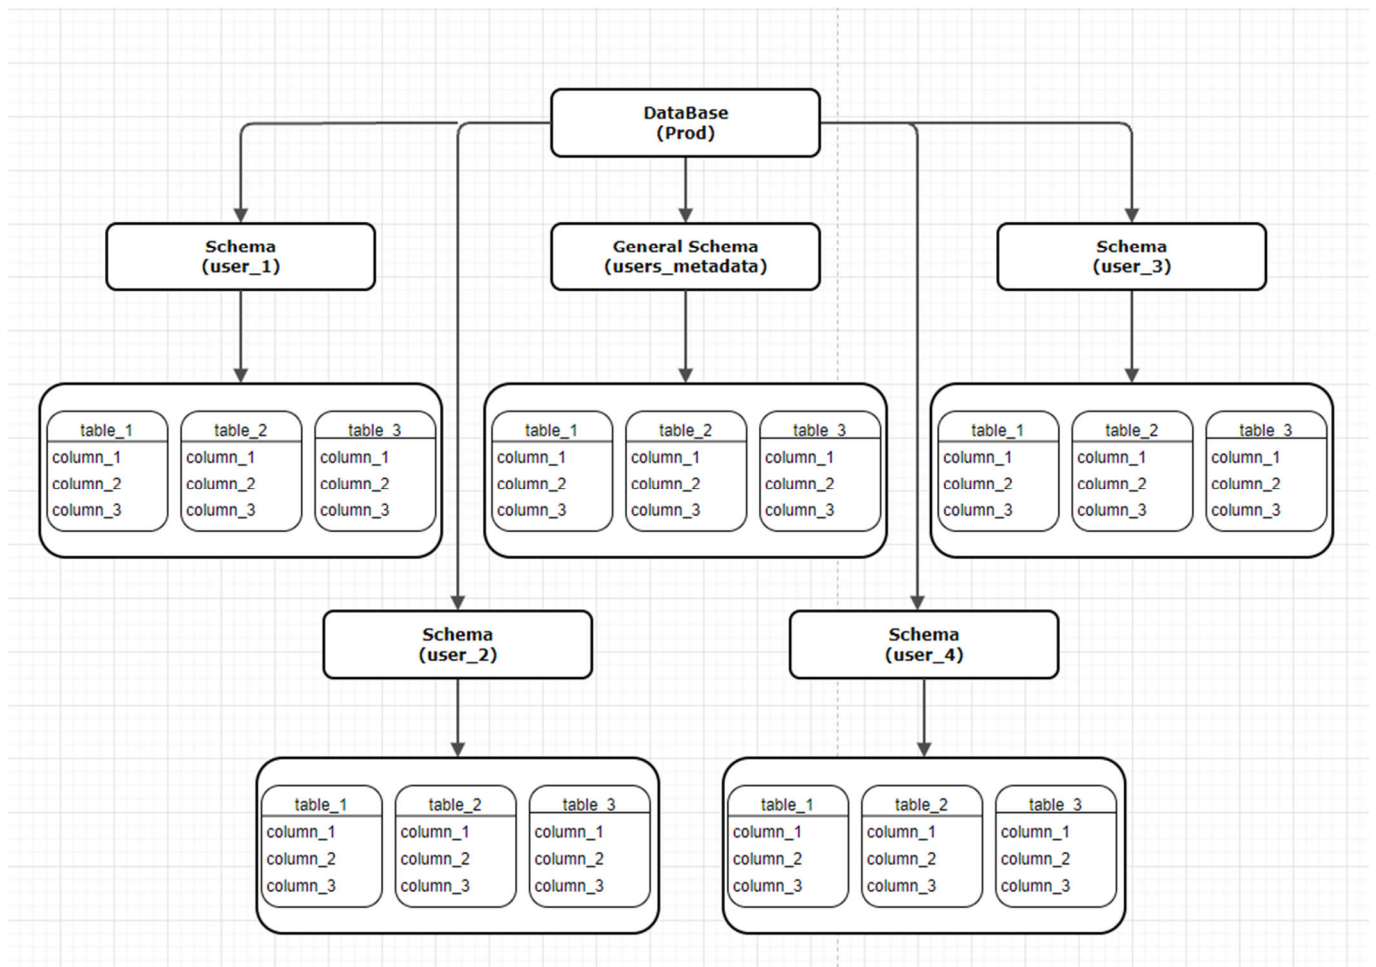 DataBase
(Prod)
Schema
(user_1)
General Schema
(users_metadata)
Schema
(user_3)
table_1
column_1
column_2
column_3
table_2
column_1
column_2
column_3
table_3
column_1
column_2
column_3
table_1
column_1
column_2
column_3
table_2
column_1
column_2
column_3
table_3
column_1
column_2
column_3
table_1
column_1
column_2
column_3
table_2
column_1
column_2
column_3
table_3
column_1
column_2
column_3
Schema
(user_2)
Schema
(user_4)
table_1
column_1
column_2
column_3
table_2
column_1
column_2
column_3
table_3
column_1
column_2
column_3
table_1
column_1
column_2
column_3
table_2
column_1
column_2
column_3
table_3
column_1
column_2
column_3